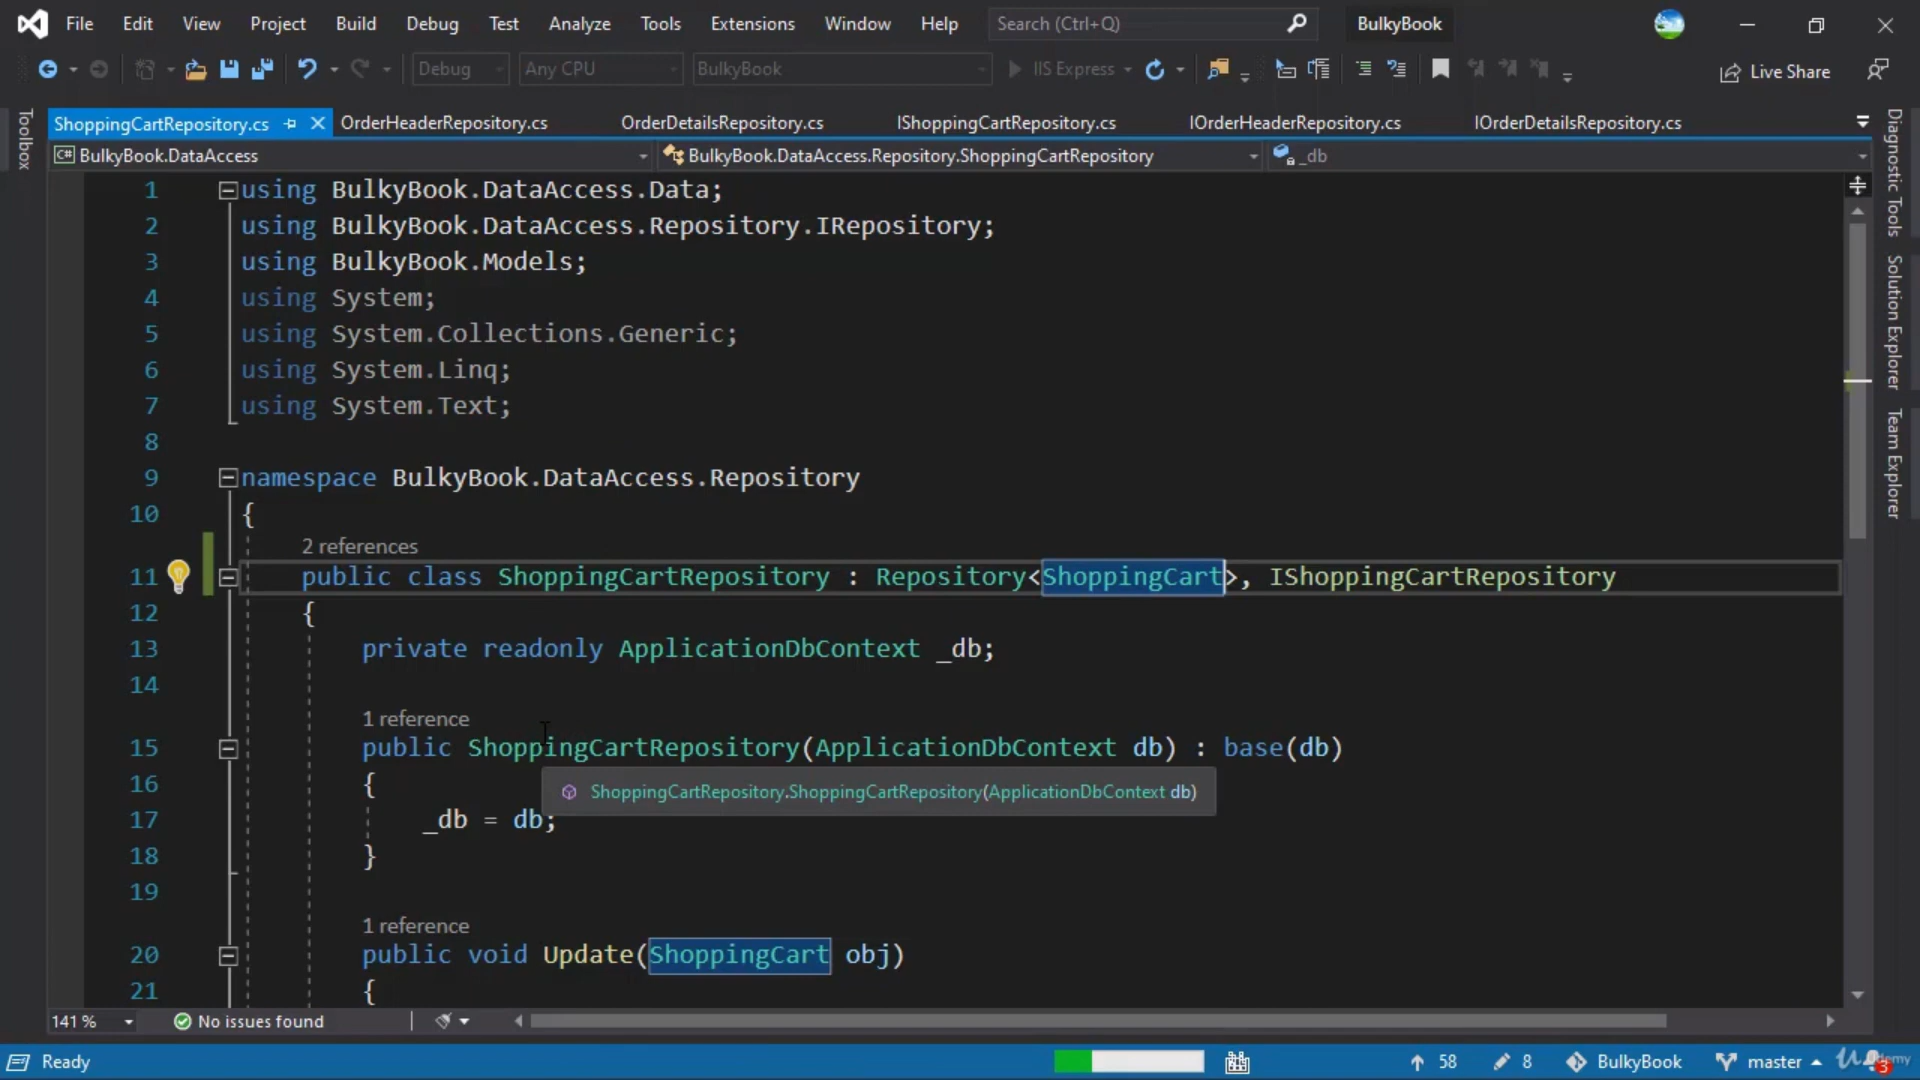 File Edit View Project Build Debug Test Analyze Tools Extensions Window Help Search (Ctrl+Q) BulkyBook
Debug Any CPU BulkyBook IIS Express Live Share
ShoppingCartRepository.cs OrderHeaderRepository.cs OrderDetailsRepository.cs IShoppingCartRepository.cs IOrderHeaderRepository.cs IOrderDetailsRepository.cs
C# BulkyBook.DataAccess BulkyBook.DataAccess.Repository.ShoppingCartRepository _db
Toolbox
Diagnostic Tools
Solution Explorer
Team Explorer
1 using BulkyBook.DataAccess.Data;
2 using BulkyBook.DataAccess.Repository.IRepository;
3 using BulkyBook.Models;
4 using System;
5 using System.Collections.Generic;
6 using System.Linq;
7 using System.Text;
8
9 namespace BulkyBook.DataAccess.Repository
10 {
2 references
11 public class ShoppingCartRepository : Repository<ShoppingCart>, IShoppingCartRepository
12 {
13 private readonly ApplicationDbContext _db;
14
1 reference
15 public ShoppingCartRepository(ApplicationDbContext db) : base(db)
16 {
ShoppingCartRepository.ShoppingCartRepository(ApplicationDbContext db)
17 _db = db;
18 }
19
1 reference
20 public void Update(ShoppingCart obj)
21 {
141 % No issues found
Ready 58 8 BulkyBook master 3